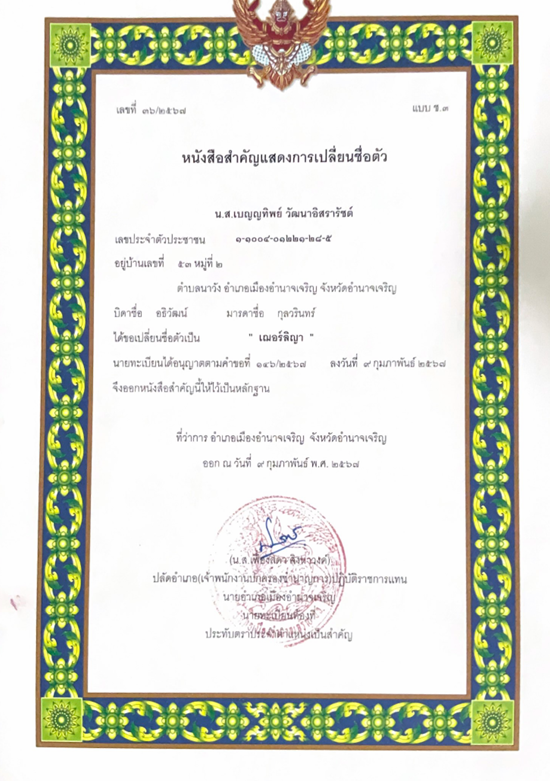 เลขที่ ๓๖/๒๕๖๗
แบบ ช.๓
หนังสือสำคัญแสดงการเปลี่ยนชื่อตัว
น.ส.เบญญทิพย์ วัฒนาอิสรารัชต์
เลขประจำตัวประชาชน ๑-๑๐๐๔-๐๑๒๒๑-๒๘-๕
อยู่บ้านเลขที่ ๕๓ หมู่ที่ ๒
ตำบลนาวัง อำเภอเมืองอำนาจเจริญ จังหวัดอำนาจเจริญ
บิดาชื่อ อธิวัฒน์ มารดาชื่อ กุลวรินทร์
ได้ขอเปลี่ยนชื่อตัวเป็น " เฌอร์ลิญา "
นายทะเบียนได้อนุญาตตามคำขอที่ ๑๔๖/๒๕๖๗ ลงวันที่ ๙ กุมภาพันธ์ ๒๕๖๗
จึงออกหนังสือสำคัญนี้ให้ไว้เป็นหลักฐาน
ที่ว่าการ อำเภอเมืองอำนาจเจริญ จังหวัดอำนาจเจริญ
ออก ณ วันที่ ๙ กุมภาพันธ์ พ.ศ. ๒๕๖๗
(น.ส.
ปลัดอำเภอ(เจ้าพนักงานปกครองชำนาญการ)ปฏิบัติราชการแทน
นายอำเภอเมืองอำนาจเจริญ
นายทะเบียนท้องที่
ประทับตราประจำตำแหน่งเป็นสำคัญ